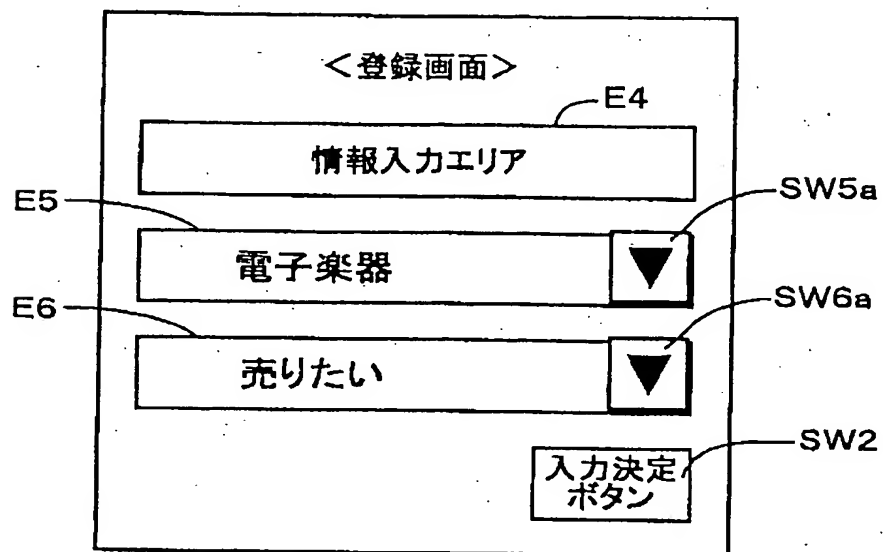 ＜登録画面＞
E4
情報入力エリア
E5
SW5a
電子楽器
▼
E6
SW6a
売りたい
▼
SW2
入力決定
ボタン